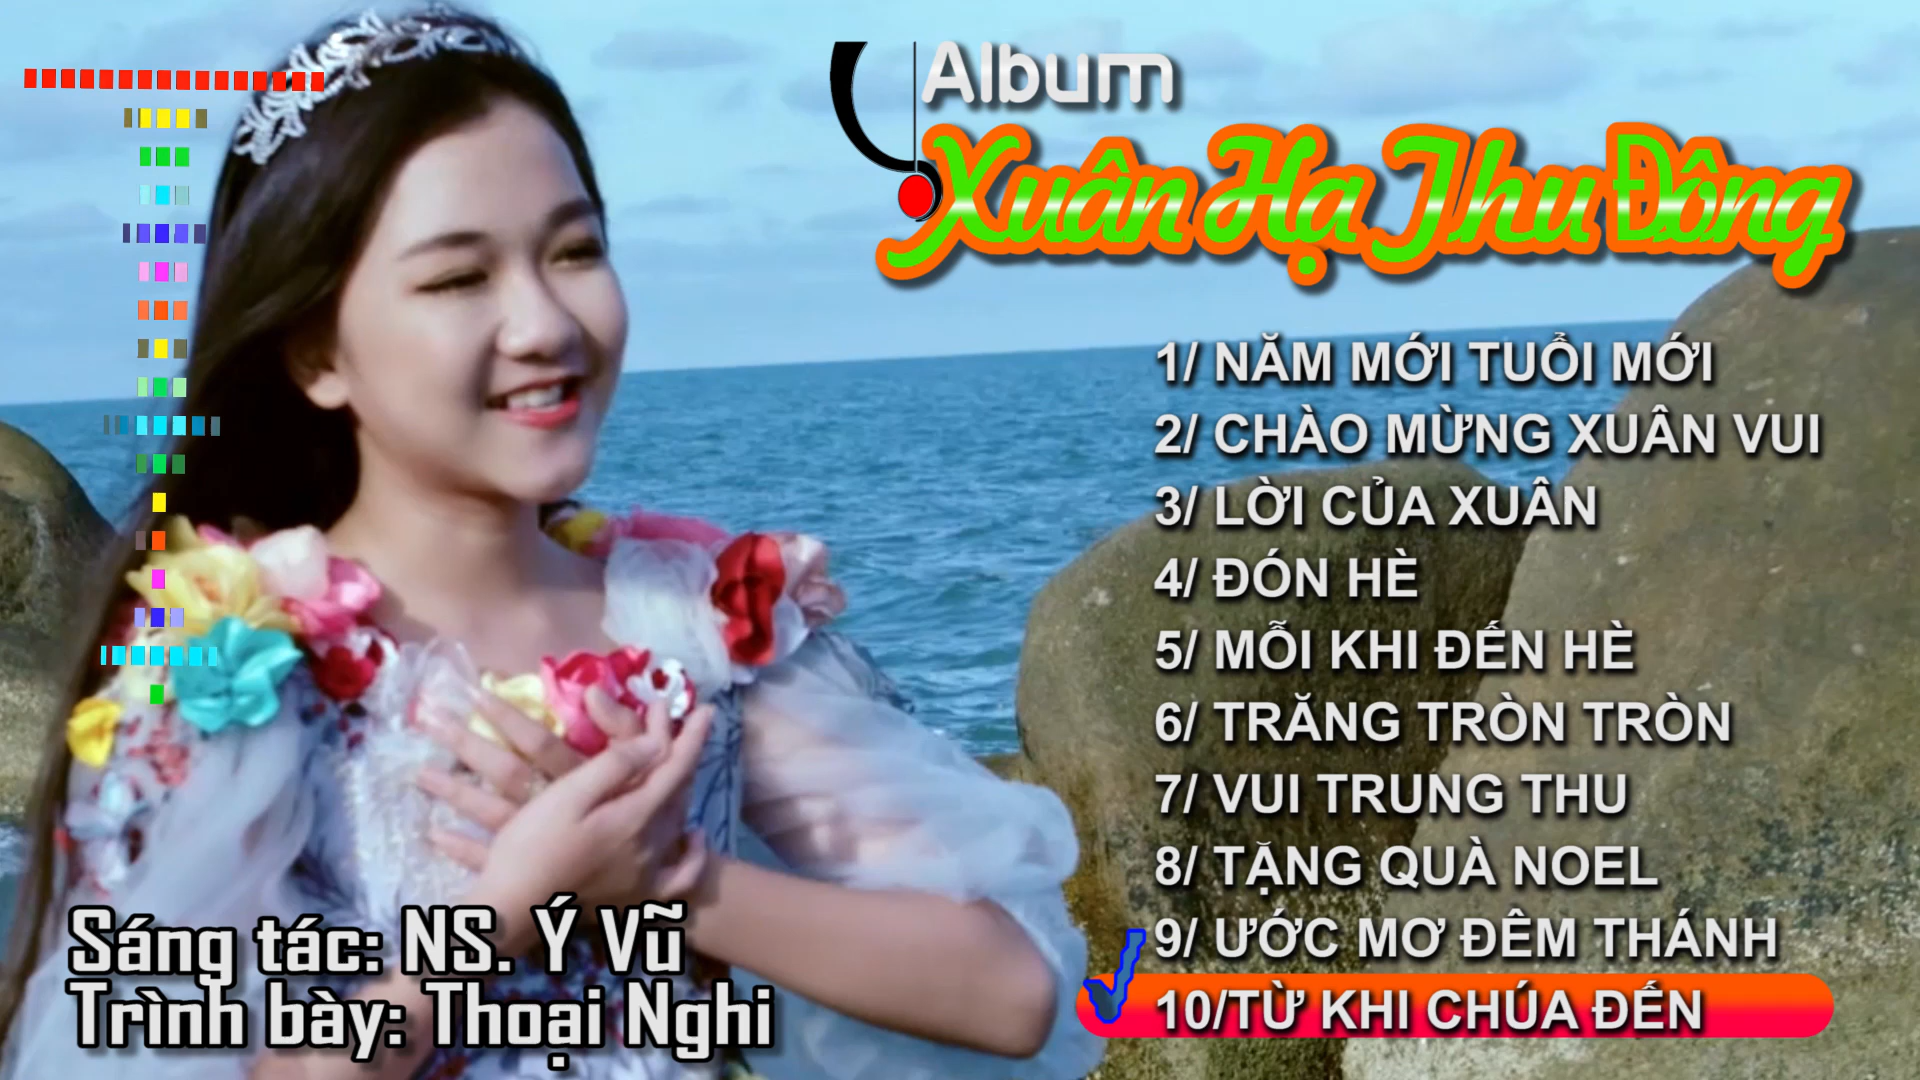 Album
Xuân Hạ Thu Đông
1/ NĂM MỚI TUỔI MỚI
2/ CHÀO MỪNG XUÂN VUI
3/ LỜI CỦA XUÂN
4/ ĐÓN HÈ
5/ MỖI KHI ĐẾN HÈ
6/ TRĂNG TRÒN TRÒN
7/ VUI TRUNG THU
8/ TẶNG QUÀ NOEL
9/ ƯỚC MƠ ĐÊM THÁNH
10/TỪ KHI CHÚA ĐẾN
Sáng tác: NS. Ý Vũ
Trình bày: Thoại Nghi